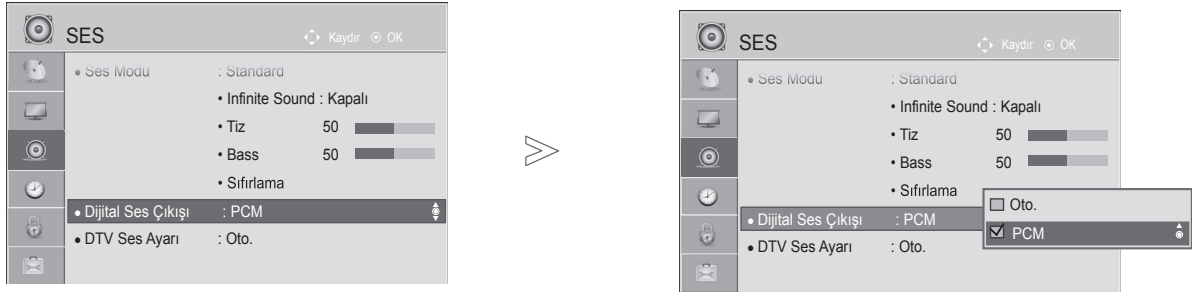 SES
Kaydır OK
• Ses Modu : Standard
• Infinite Sound : Kapalı
• Tiz 50
• Bass 50
• Sıfırlama
• Dijital Ses Çıkışı : PCM
• DTV Ses Ayarı : Oto.
>
SES
Kaydır OK
• Ses Modu : Standard
• Infinite Sound : Kapalı
• Tiz 50
• Bass 50
• Sıfırlama
• Dijital Ses Çıkışı : PCM
• DTV Ses Ayarı : Oto.
Oto.
PCM